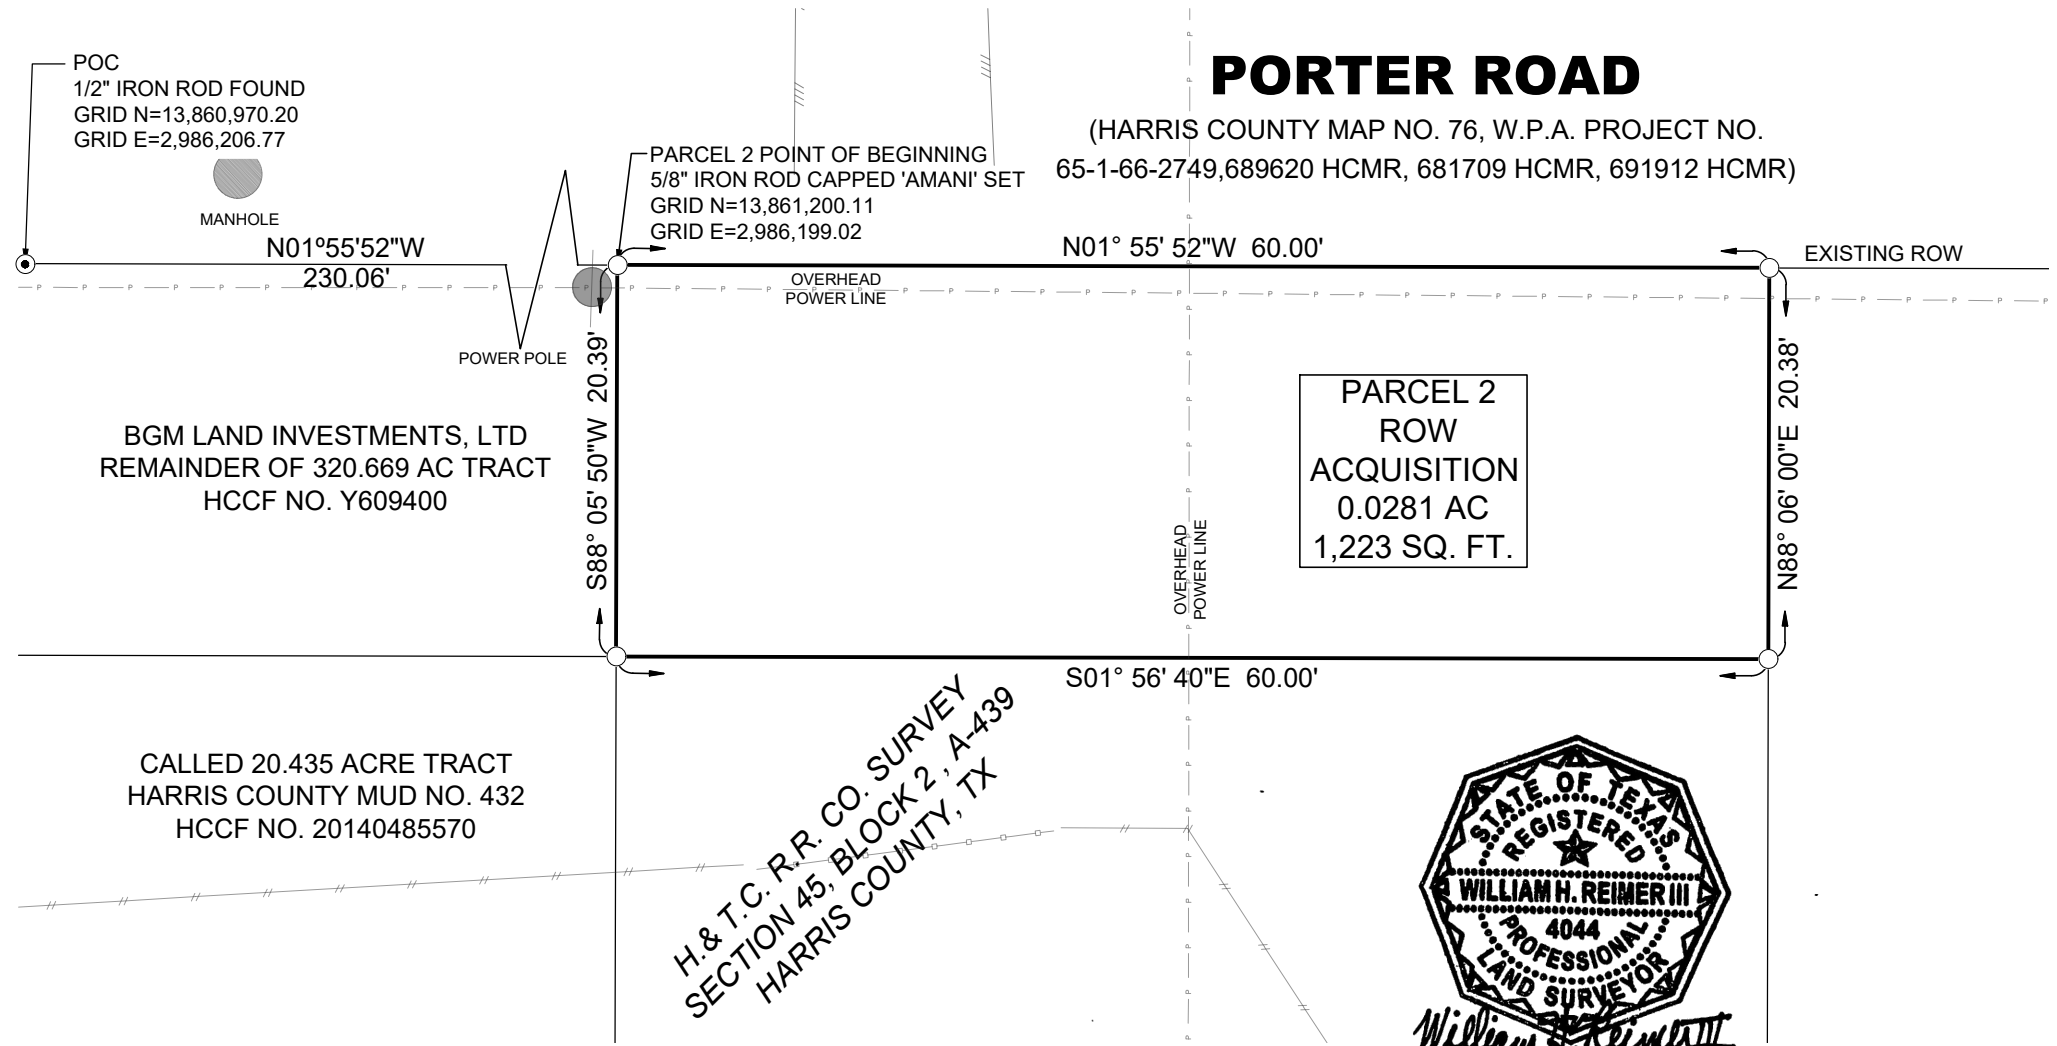 POC
1/2" IRON ROD FOUND
GRID N=13,860,970.20
GRID E=2,986,206.77
MANHOLE
N01º55'52"W
230.06'
PARCEL 2 POINT OF BEGINNING
5/8" IRON ROD CAPPED 'AMANI' SET
GRID N=13,861,200.11
GRID E=2,986,199.02
PORTER ROAD
(HARRIS COUNTY MAP NO. 76, W.P.A. PROJECT NO.
65-1-66-2749,689620 HCMR, 681709 HCMR, 691912 HCMR)
N01° 55' 52"W  60.00'
EXISTING ROW
OVERHEAD
POWER LINE
POWER POLE
S88° 05' 50"W  20.39'
N88° 06' 00"E  20.38'
PARCEL 2
ROW
ACQUISITION
0.0281 AC
1,223 SQ. FT.
OVERHEAD
POWER LINE
BGM LAND INVESTMENTS, LTD
REMAINDER OF 320.669 AC TRACT
HCCF NO. Y609400
S01° 56' 40"E  60.00'
CALLED 20.435 ACRE TRACT
HARRIS COUNTY MUD NO. 432
HCCF NO. 20140485570
H.& T.C. R.R. CO. SURVEY
SECTION 45, BLOCK 2 , A-439
HARRIS COUNTY, TX
STATE OF TEXAS
REGISTERED
WILLIAM H. REIMER III
4044
PROFESSIONAL
LAND SURVEYOR